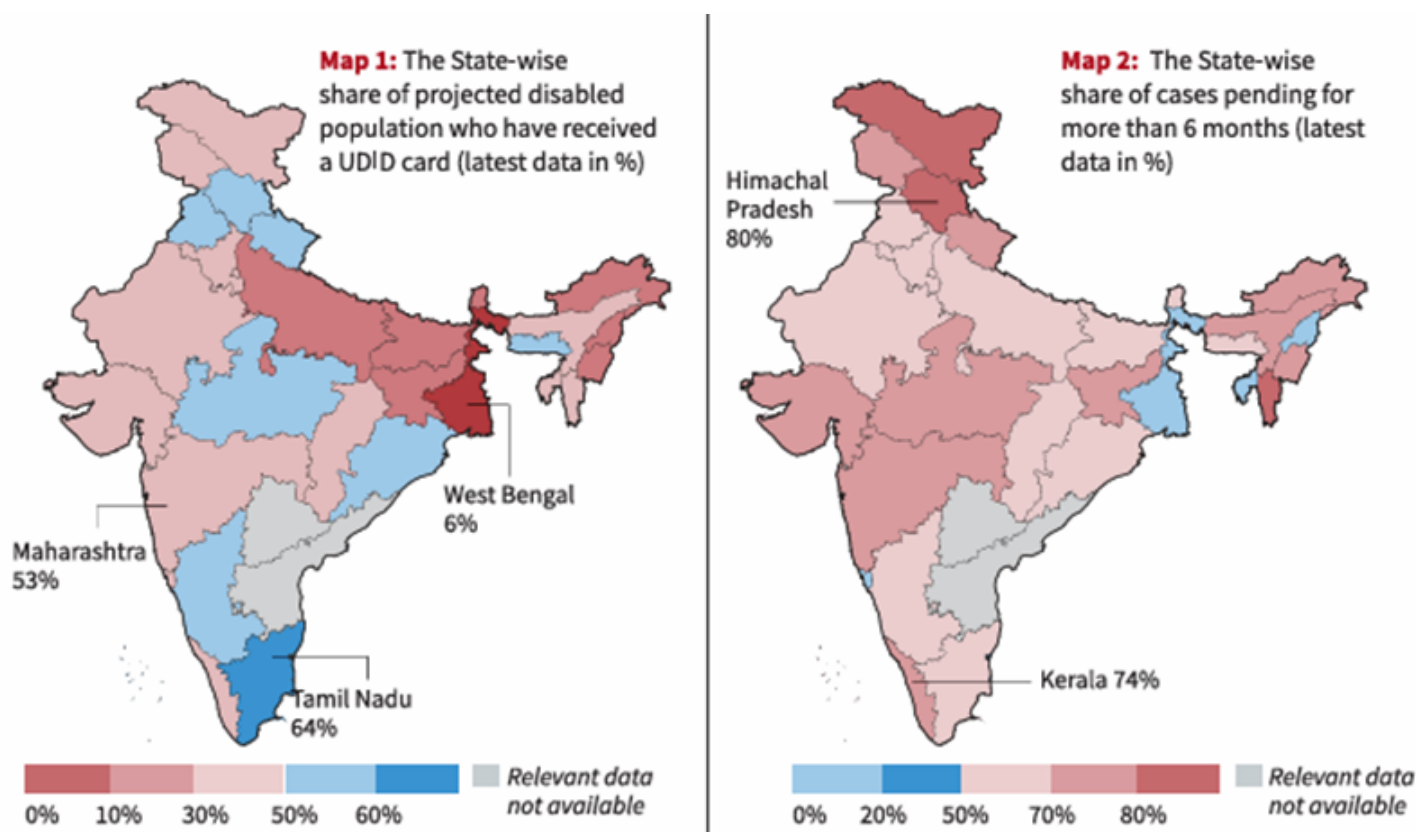 Map 1: The State-wise
share of projected disabled
population who have received
a UDID card (latest data in %)
West Bengal
6%
Maharashtra
53%
Tamil Nadu
64%
0% 10% 30% 50% 60%
Relevant data
not available
Map 2: The State-wise
share of cases pending for
more than 6 months (latest
data in %)
Himachal
Pradesh
80%
Kerala 74%
0% 20% 50% 70% 80%
Relevant data
not available